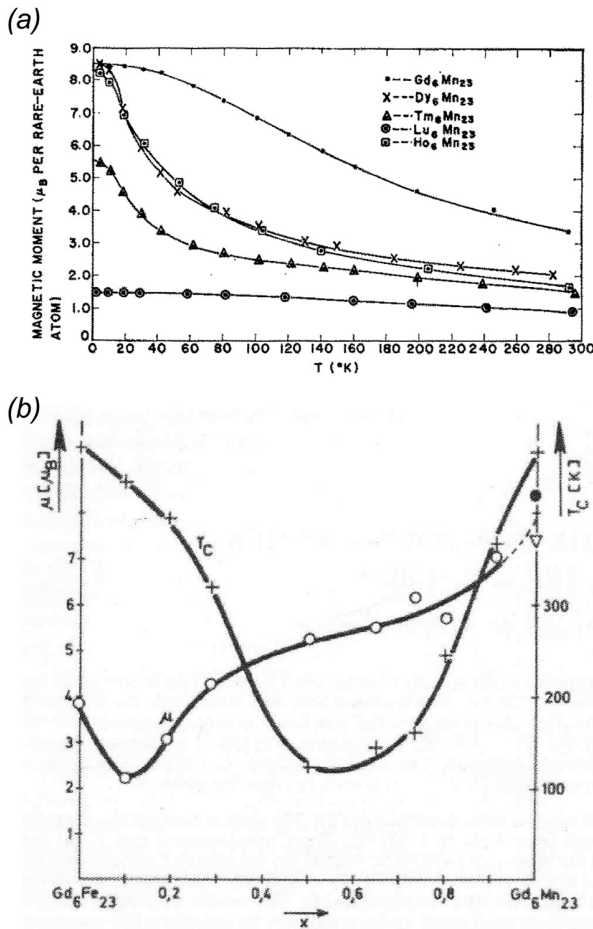 (a)
MAGNETIC MOMENT (μB PER RARE-EARTH
ATOM)
9.0
8.0
7.0
6.0
5.0
4.0
3.0
2.0
1.0
0
Gd6Mn23
Dy6Mn23
Tm6Mn23
Lu6Mn23
Ho6Mn23
0 20 40 60 80 100 120 140 160 180 200 220 240 260 280 300
T (°K)
(b)
μ[μB]
TC [K]
7
6
5
4
3
2
1
300
200
100
TC
μ
Gd6Fe23 0,2 0,4 0,6 0,8 Gd6Mn23
x